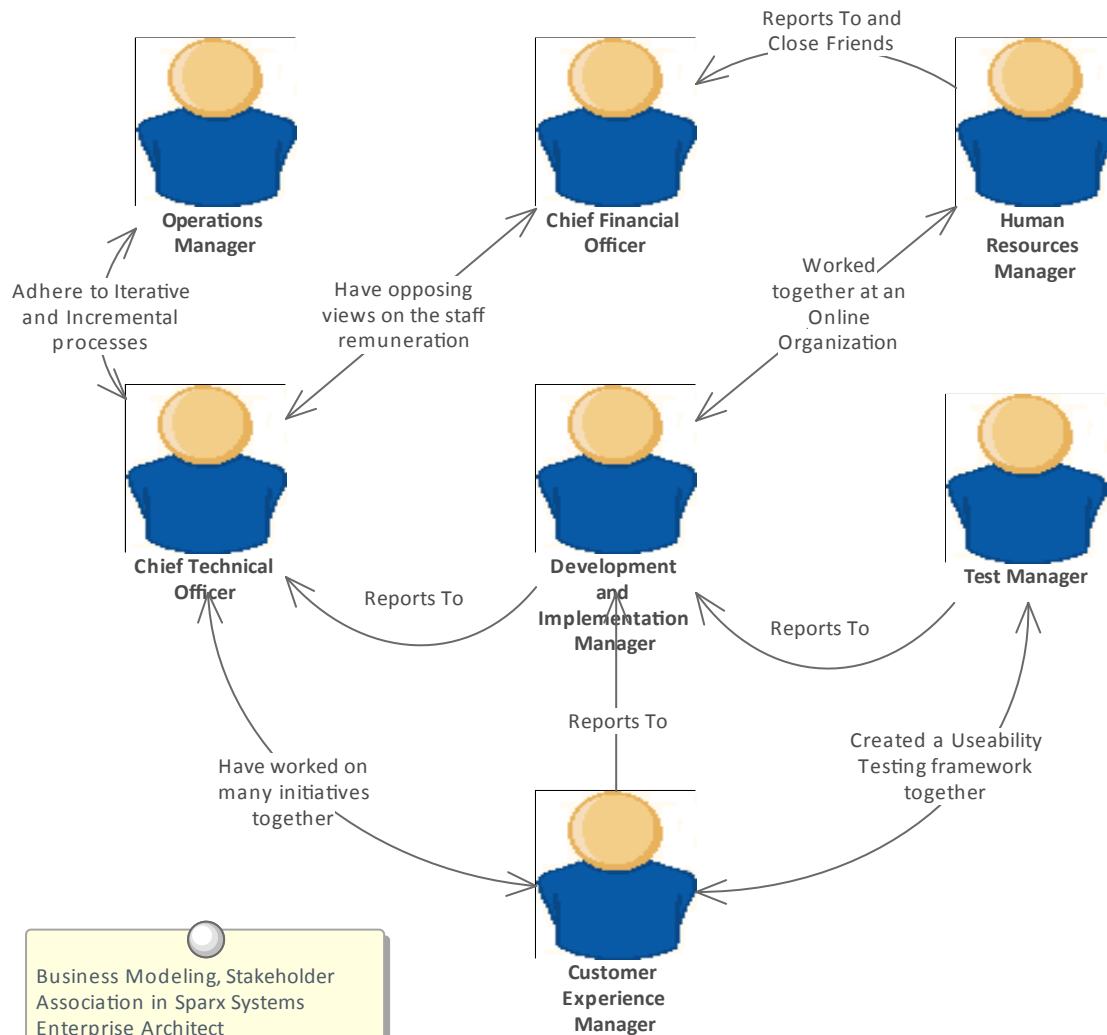 Reports To and
Close Friends
Operations
Manager
Chief Financial
Officer
Human
Resources
Manager
Adhere to Iterative
and Incremental
processes
Have opposing
views on the staff
remuneration
Worked
together at an
Online
Organization
Chief Technical
Officer
Development
and
Implementation
Manager
Test Manager
Reports To
Reports To
Reports To
Have worked on
many initiatives
together
Created a Useability
Testing framework
together
Customer
Experience
Manager
Business Modeling, Stakeholder
Association in Sparx Systems
Enterprise Architect